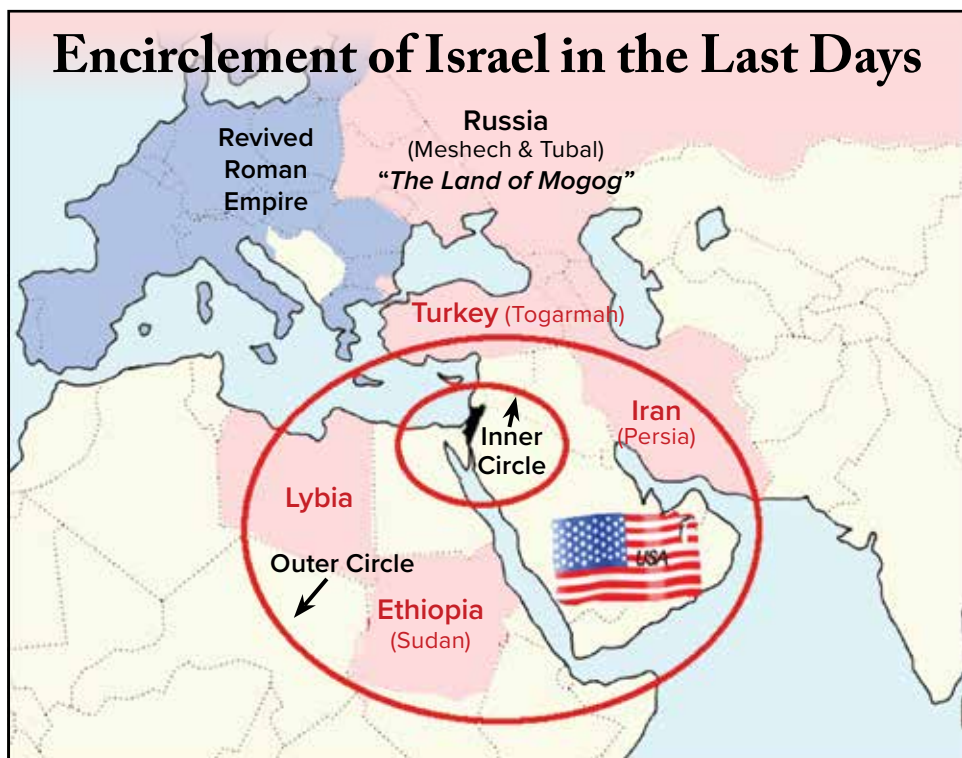 Encirclement of Israel in the Last Days
Revived
Roman
Empire
Russia
(Meshech & Tubal)
“The Land of Mogog”
Turkey (Togarmah)
Iran
(Persia)
Inner
Circle
Lybia
USA
Outer Circle
Ethiopia
(Sudan)